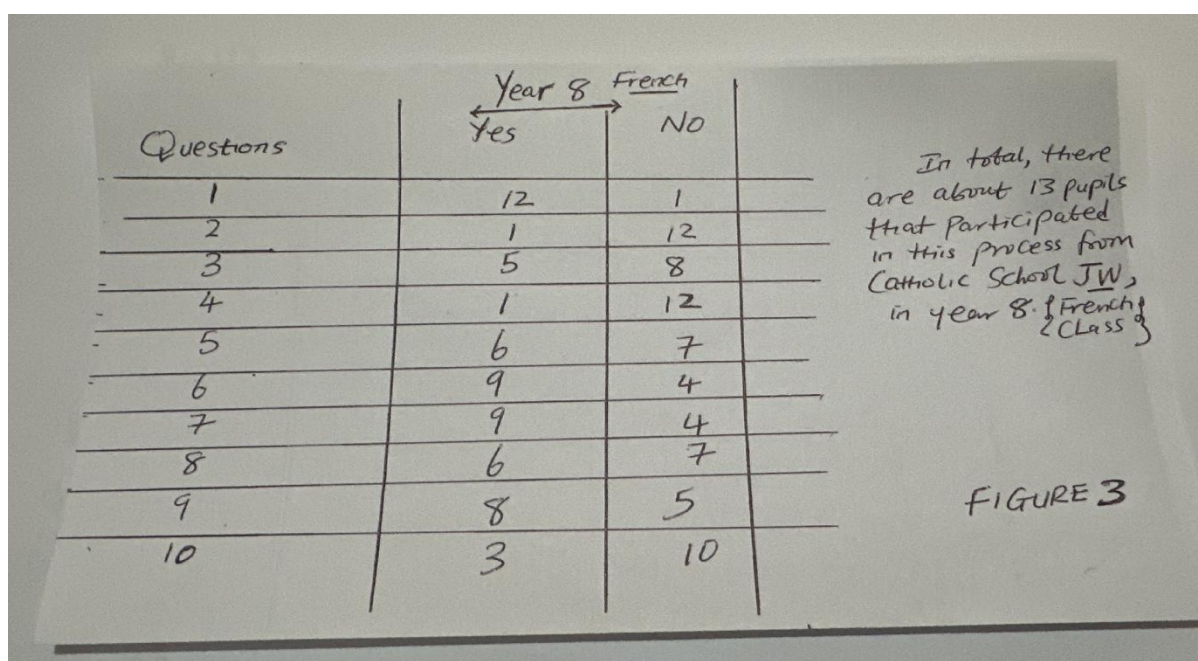 Year 8 French
Questions Yes No
1 12 1
2 1 12
3 5 8
4 1 12
5 6 7
6 9 4
7 9 4
8 6 7
9 8 5
10 3 10
In total, there
are about 13 pupils
that Participated
in this process from
Catholic School JW,
in year 8. {French
CLass}
FIGURE 3